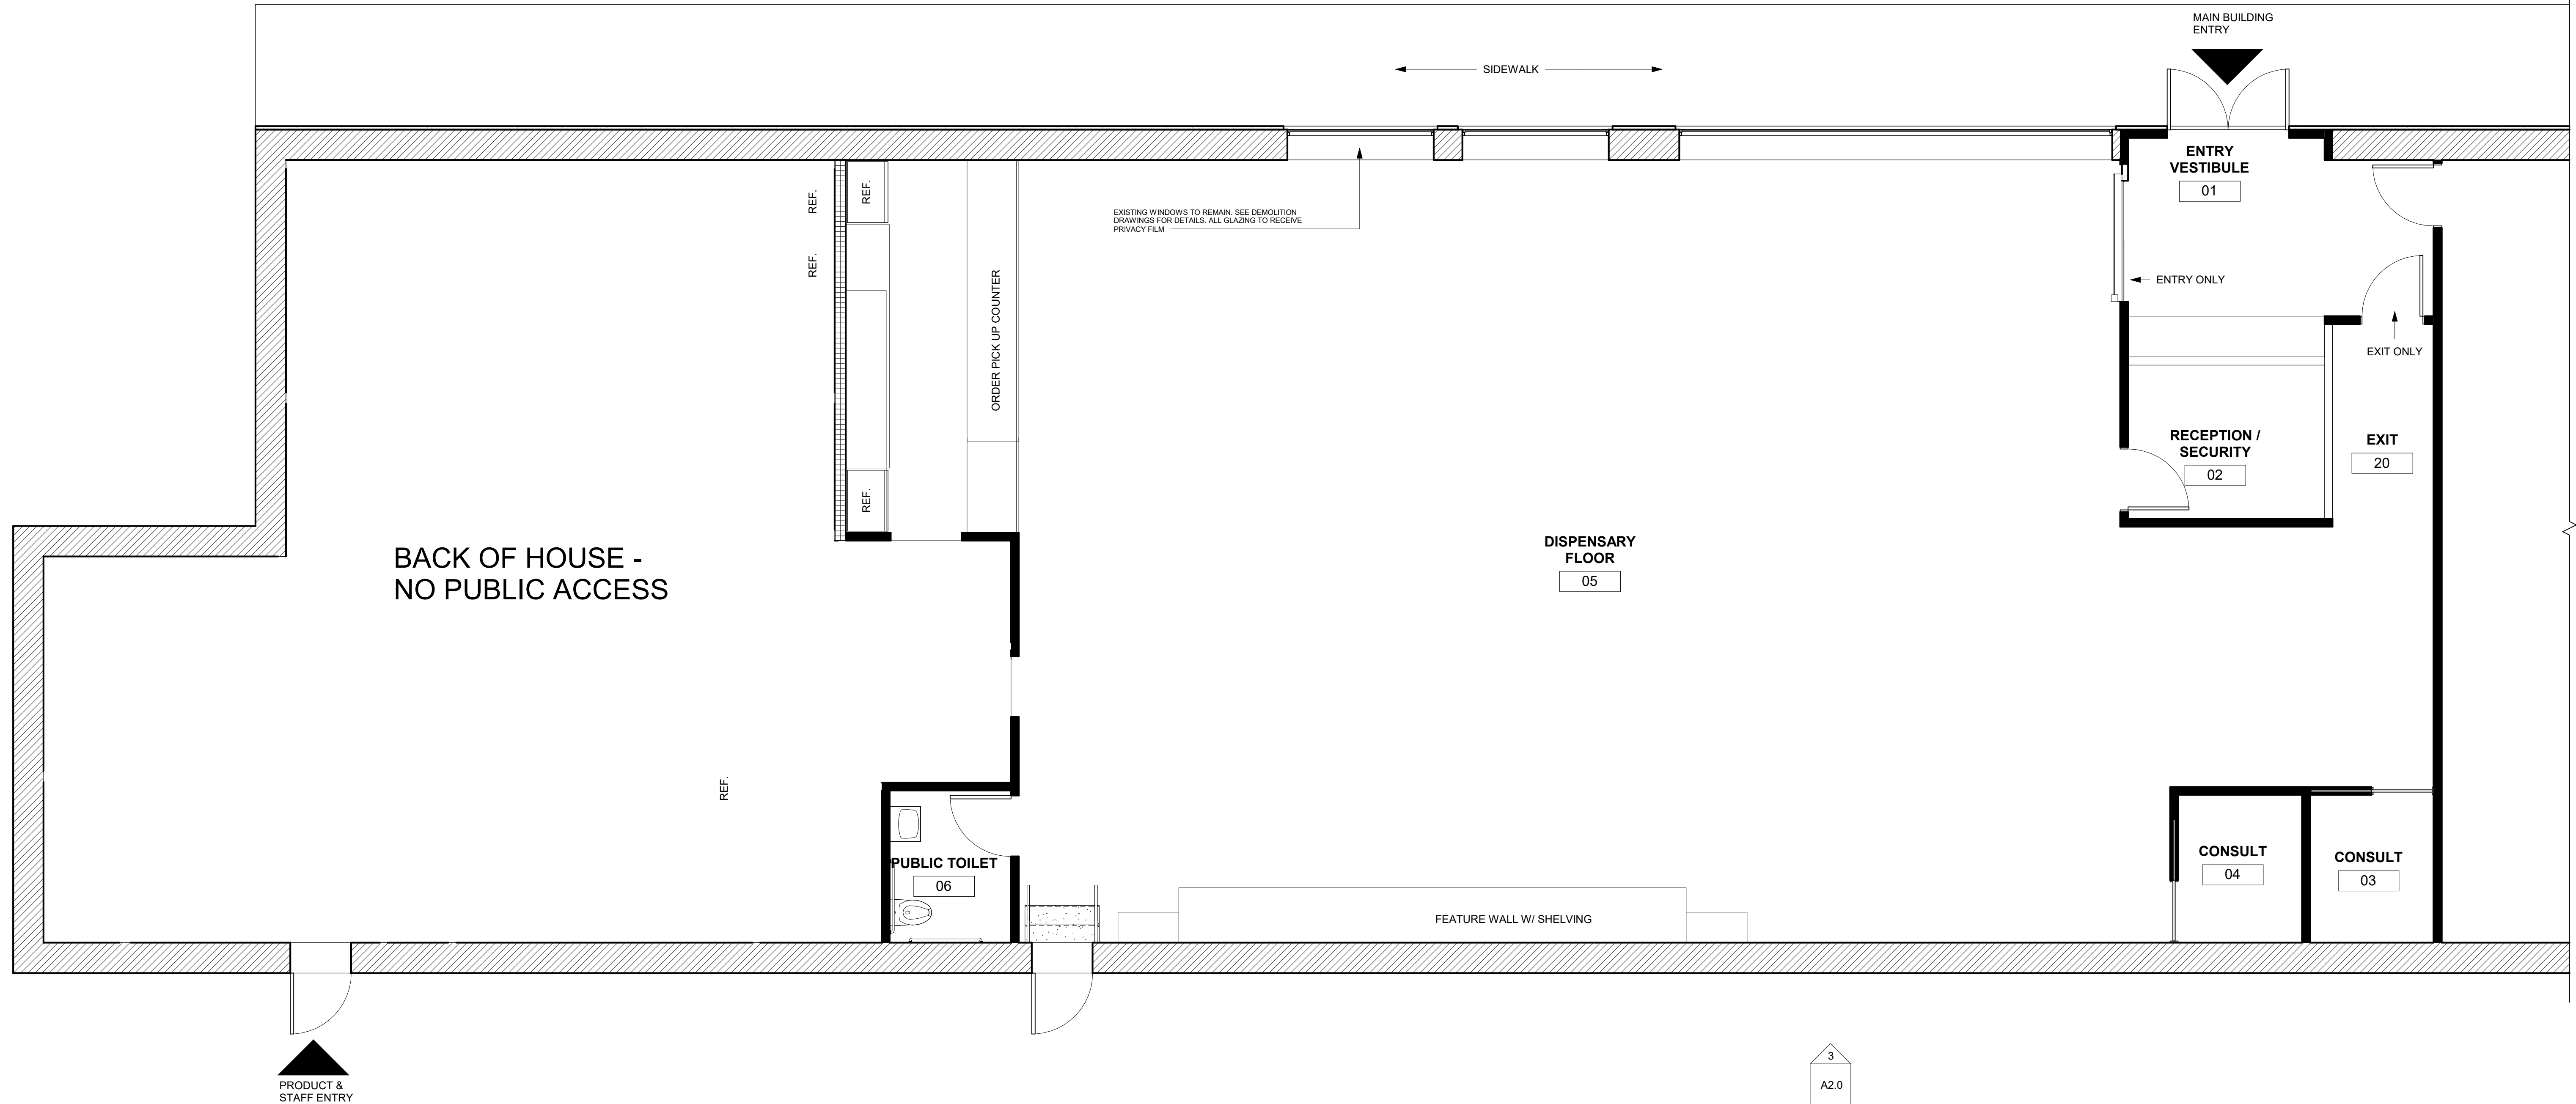 MAIN BUILDING
ENTRY
SIDEWALK
ENTRY
VESTIBULE
01
REF.
REF.
REF.
EXISTING WINDOWS TO REMAIN. SEE DEMOLITION
DRAWINGS FOR DETAILS. ALL GLAZING TO RECEIVE
PRIVACY FILM
ENTRY ONLY
ORDER PICK UP COUNTER
EXIT ONLY
RECEPTION /
SECURITY
02
EXIT
20
REF.
BACK OF HOUSE -
NO PUBLIC ACCESS
DISPENSARY
FLOOR
05
REF.
PUBLIC TOILET
06
CONSULT
04
CONSULT
03
FEATURE WALL W/ SHELVING
PRODUCT &
STAFF ENTRY
3
A2.0